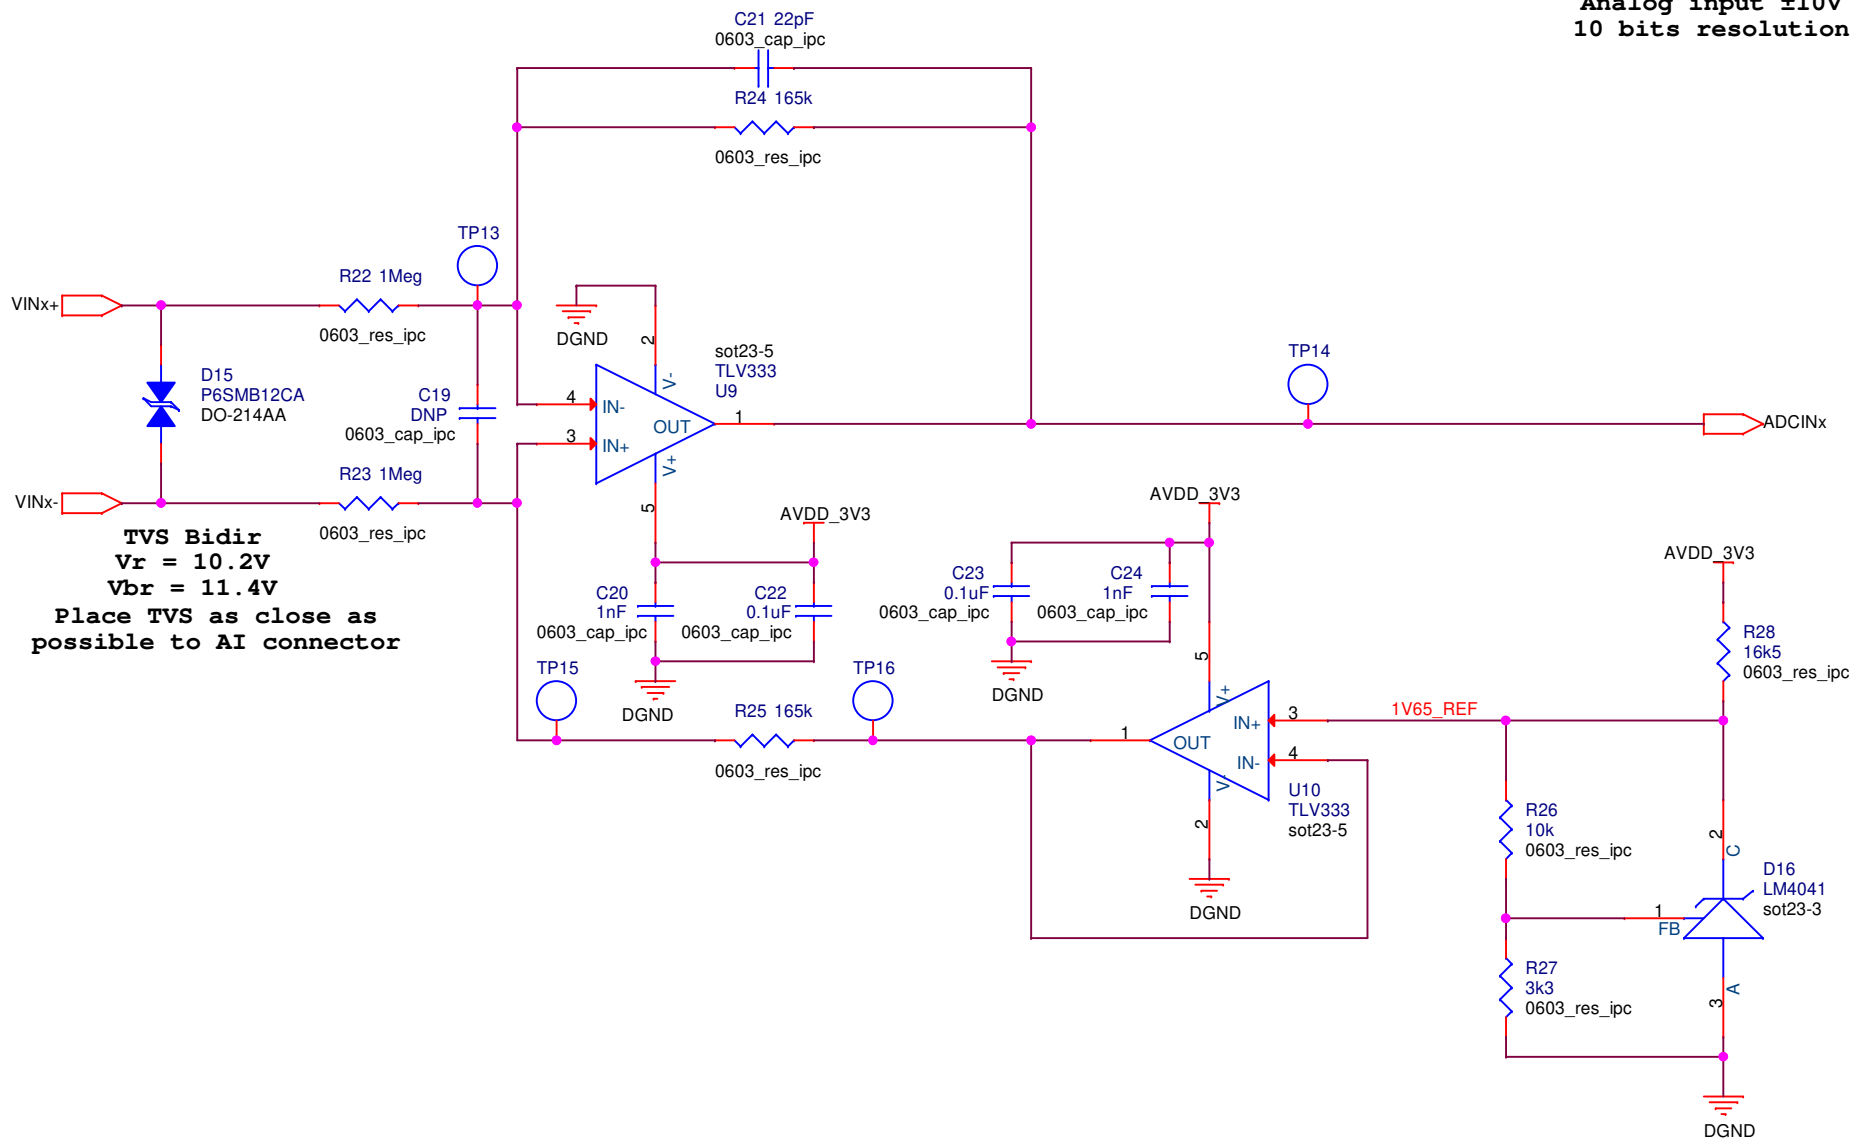 Analog input ±10V
10 bits resolution
C21 22pF
0603_cap_ipc
R24 165k
0603_res_ipc
TP13
R22 1Meg
0603_res_ipc
VINx+
DGND
2
V-
sot23-5
TLV333
U9
TP14
D15
P6SMB12CA
DO-214AA
C19
DNP
0603_cap_ipc
4
IN-
3
IN+
OUT
1
V+
5
ADCINx
R23 1Meg
0603_res_ipc
VINx-
TVS Bidir
Vr = 10.2V
Vbr = 11.4V
Place TVS as close as
possible to AI connector
AVDD_3V3
C20
1nF
0603_cap_ipc
C22
0.1uF
0603_cap_ipc
DGND
AVDD_3V3
C23
0.1uF
0603_cap_ipc
C24
1nF
0603_cap_ipc
DGND
AVDD_3V3
R28
16k5
0603_res_ipc
TP15
TP16
R25 165k
0603_res_ipc
5
V+
1
OUT
IN+
3
IN-
4
1V65_REF
V-
2
U10
TLV333
sot23-5
DGND
R26
10k
0603_res_ipc
2
C
D16
LM4041
sot23-3
1
FB
R27
3k3
0603_res_ipc
3
A
DGND